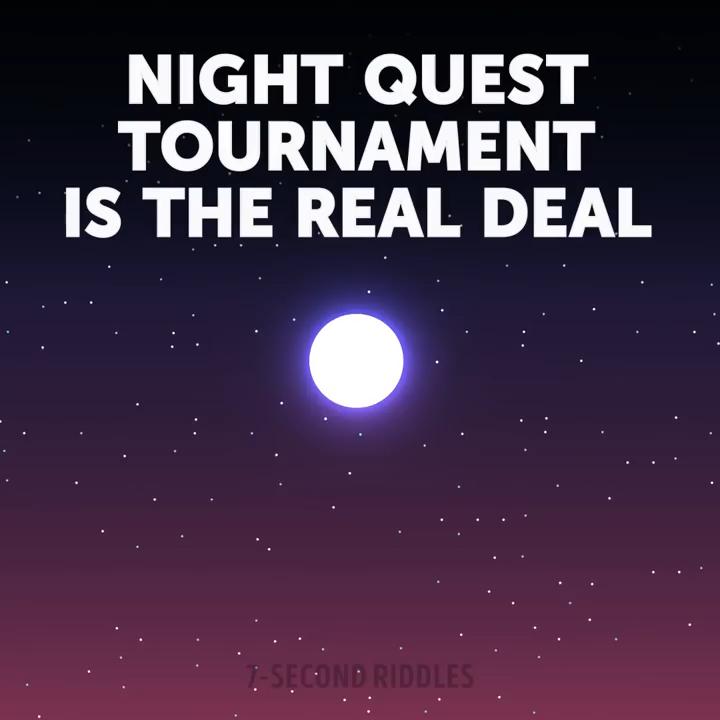 NIGHT QUEST
TOURNAMENT
IS THE REAL DEAL
7-SECOND RIDDLES